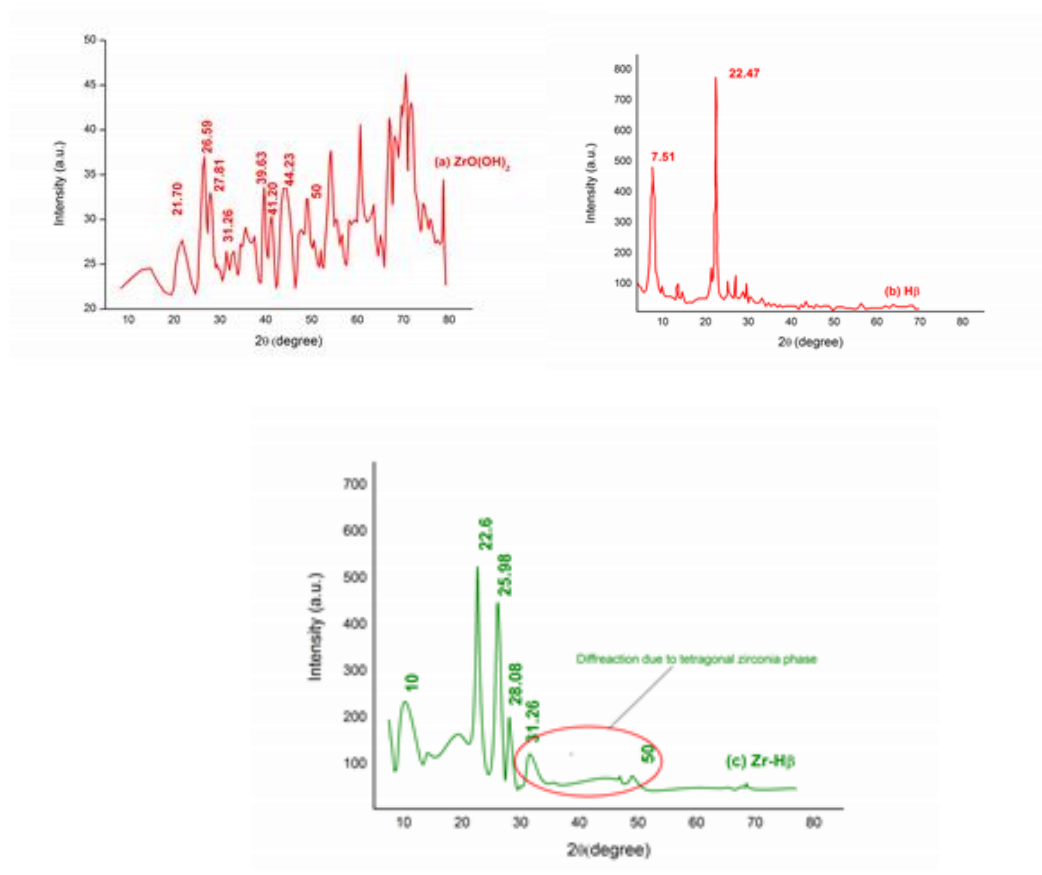 50
45
40
35
30
25
20
Intensity (a.u.)
21.70
26.59
27.81
31.26
39.63
41.20
44.23
50
(a) ZrO(OH)₂
10 20 30 40 50 60 70 80
2θ (degree)
800
700
600
500
400
300
200
100
Intensity (a.u.)
7.51
22.47
(b) Hβ
10 20 30 40 50 60 70 80
2θ (degree)
700
600
500
400
300
200
100
Intensity (a.u.)
10
22.6
25.98
28.08
31.26
50
Diffreaction due to tetragonal zirconia phase
(c) Zr-Hβ
10 20 30 40 50 60 70 80
2θ(degree)